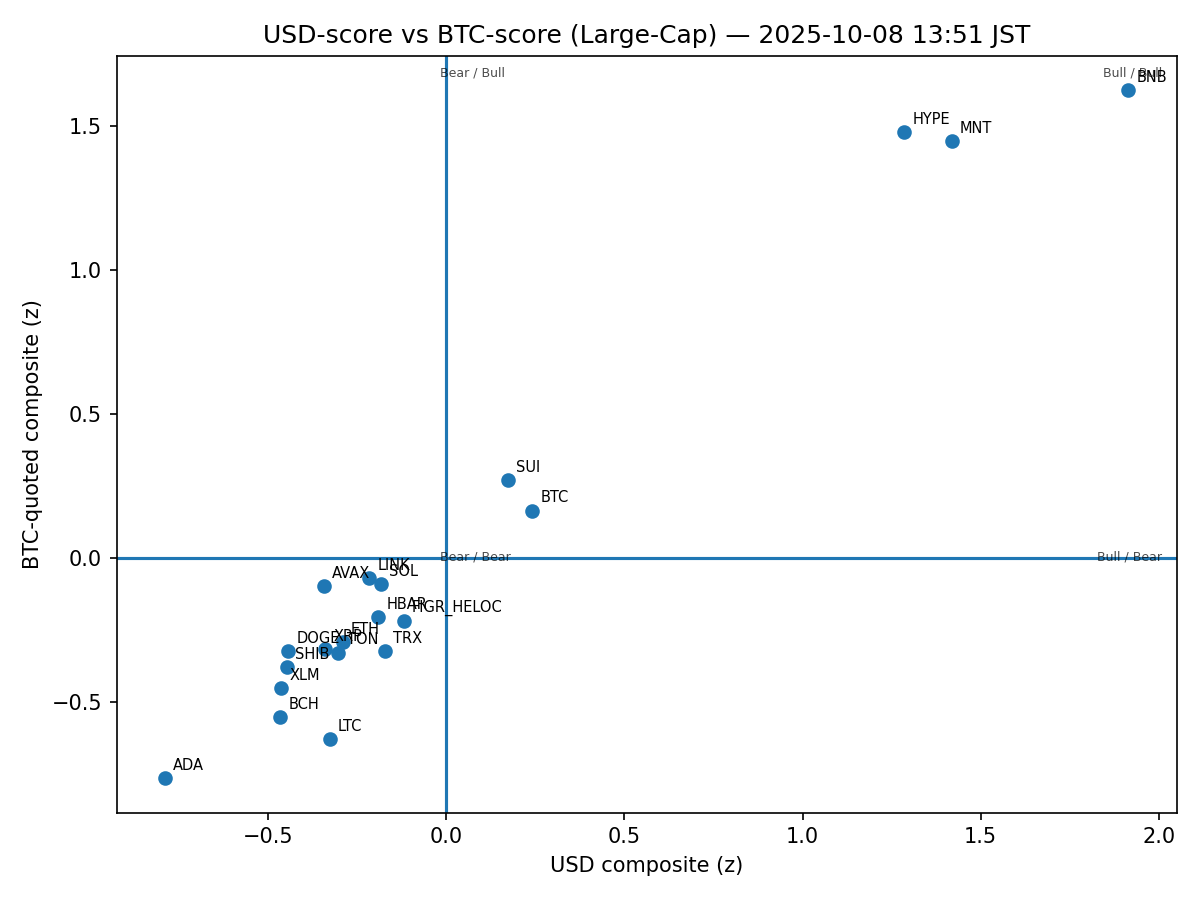 USD-score vs BTC-score (Large-Cap) — 2025-10-08 13:51 JST
Bear / Bull
Bull / Bull
BNB
HYPE
MNT
1.5
1.0
0.5
SUI
BTC
0.0
Bear / Bear
Bull / Bear
LINK
SOL
AVAX
HBAR
FIGR_HELOC
ETH
XRP
TON
DOGE
TRX
SHIB
XLM
−0.5
BCH
LTC
ADA
−0.5
0.0
0.5
1.0
1.5
2.0
USD composite (z)
BTC-quoted composite (z)